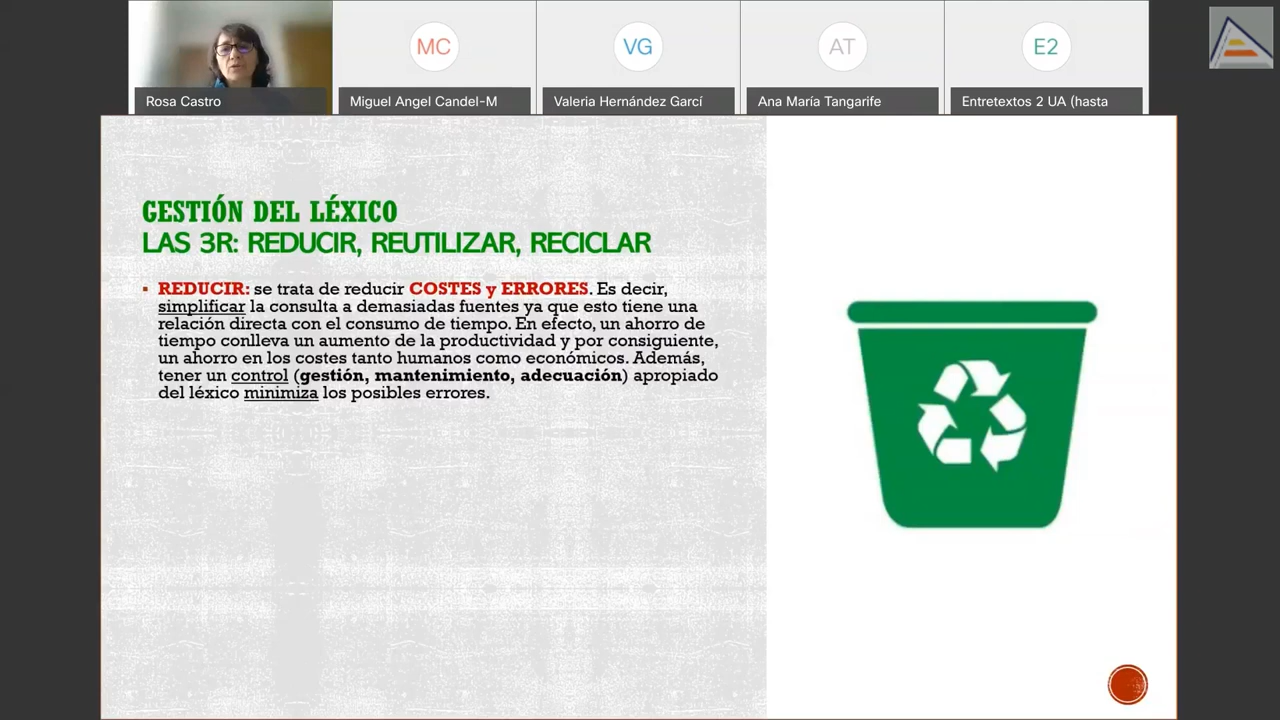 MC
VG
AT
E2
Rosa Castro
Miguel Angel Candel-M
Valeria Hernández Garcí
Ana María Tangarife
Entretextos 2 UA (hasta
GESTIÓN DEL LÉXICO
LAS 3R: REDUCIR, REUTILIZAR, RECICLAR
▪ REDUCIR: se trata de reducir COSTES y ERRORES. Es decir,
simplificar la consulta a demasiadas fuentes ya que esto tiene una
relación directa con el consumo de tiempo. En efecto, un ahorro de
tiempo conlleva un aumento de la productividad y por consiguiente,
un ahorro en los costes tanto humanos como económicos. Además,
tener un control (gestión, mantenimiento, adecuación) apropiado
del léxico minimiza los posibles errores.